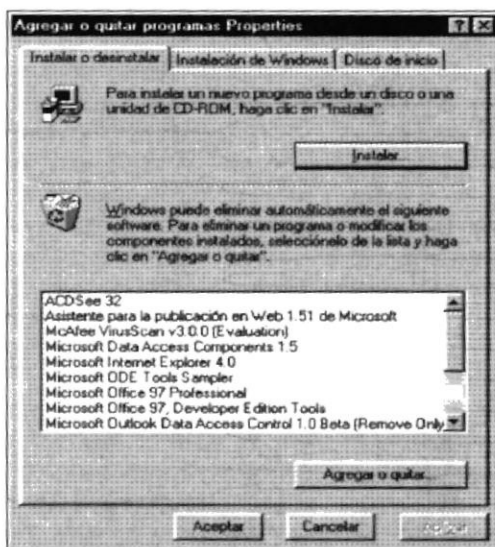 Agregar o quitar programas Properties
Instalar o desinstalar Instalación de Windows Disco de inicio
Para instalar un nuevo programa desde un disco o una
unidad de CD-ROM, haga clic en "Instalar".
Instalar...
Windows puede eliminar automáticamente el siguiente
software. Para eliminar un programa o modificar los
componentes instalados, selecciónelo de la lista y haga
clic en "Agregar o quitar".
ACDSee 32
Asistente para la publicación en Web 1.51 de Microsoft
McAfee VirusScan v3.0.0 (Evaluation)
Microsoft Data Access Components 1.5
Microsoft Internet Explorer 4.0
Microsoft ODE Tools Sampler
Microsoft Office 97 Professional
Microsoft Office 97, Developer Edition Tools
Microsoft Outlook Data Access Control 1.0 Beta (Remove Only
Agregar o quitar...
Aceptar Cancelar Aplicar